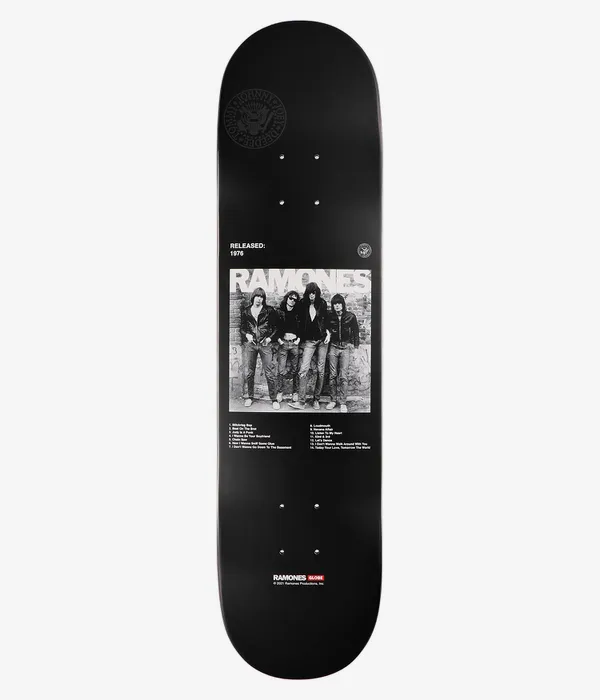 RELEASED:
1976
RAMONES
1. Blitzkrieg Bop
2. Beat On The Brat
3. Judy Is A Punk
4. I Wanna Be Your Boyfriend
5. Chain Saw
6. Now I Wanna Sniff Some Glue
7. I Don't Wanna Go Down To The Basement
8. Loudmouth
9. Havana Affair
10. Listen To My Heart
11. 53rd & 3rd
12. Let's Dance
13. I Don't Wanna Walk Around With You
14. Today Your Love, Tomorrow The World
RAMONES GLOBE
© 2021 Ramones Productions, Inc.